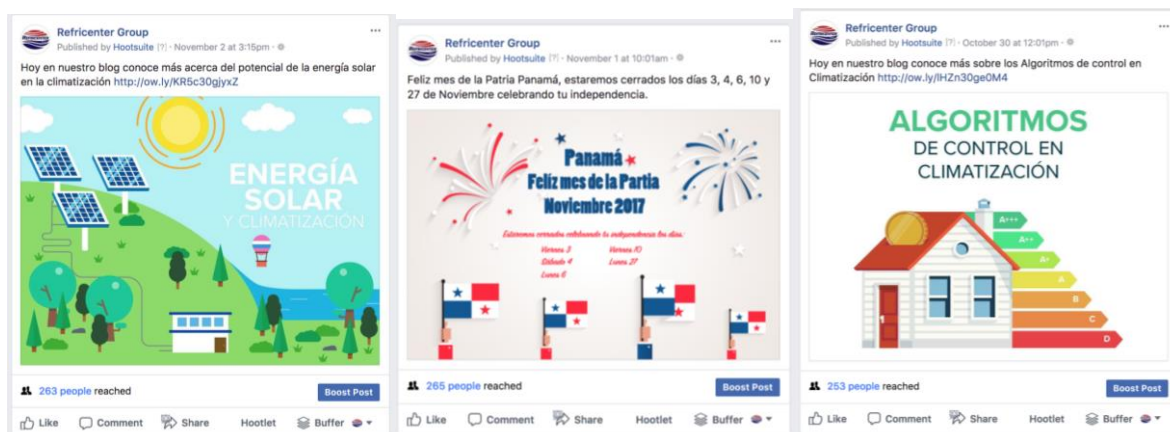 Refricenter Group
Published by Hootsuite [?] · November 2 at 3:15pm ·
Hoy en nuestro blog conoce más acerca del potencial de la energía solar
en la climatización http://ow.ly/KR5c30gjyxZ
ENERGÍA
SOLAR
Y CLIMATIZACIÓN
263 people reached
Boost Post
Like Comment Share Hootlet Buffer
Refricenter Group
Published by Hootsuite [?] · November 1 at 10:01am ·
Feliz mes de la Patria Panamá, estaremos cerrados los días 3, 4, 6, 10 y
27 de Noviembre celebrando tu independencia.
Panamá
Feliz mes de la Partia
Noviembre 2017
Estaremos cerrados celebrando tu independencia los días:
Viernes 3 Viernes 10
Sábado 4 Lunes 27
Lunes 6
265 people reached
Boost Post
Like Comment Share Hootlet Buffer
Refricenter Group
Published by Hootsuite [?] · October 30 at 12:01pm ·
Hoy en nuestro blog conoce más sobre los Algoritmos de control en
Climatización http://ow.ly/lHZn30ge0M4
ALGORITMOS
DE CONTROL EN
CLIMATIZACIÓN
A+++
A++
A+
A
B
C
D
253 people reached
Boost Post
Like Comment Share Hootlet Buffer